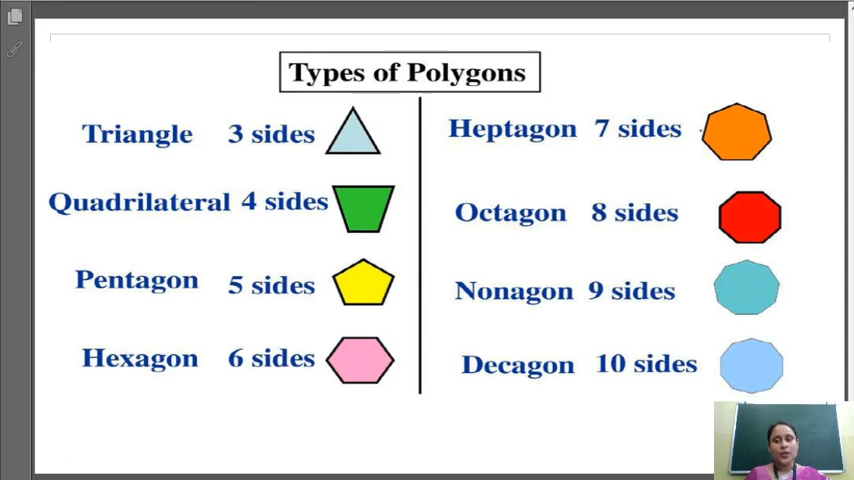 Types of Polygons
Triangle 3 sides
Quadrilateral 4 sides
Pentagon 5 sides
Hexagon 6 sides
Heptagon 7 sides
Octagon 8 sides
Nonagon 9 sides
Decagon 10 sides